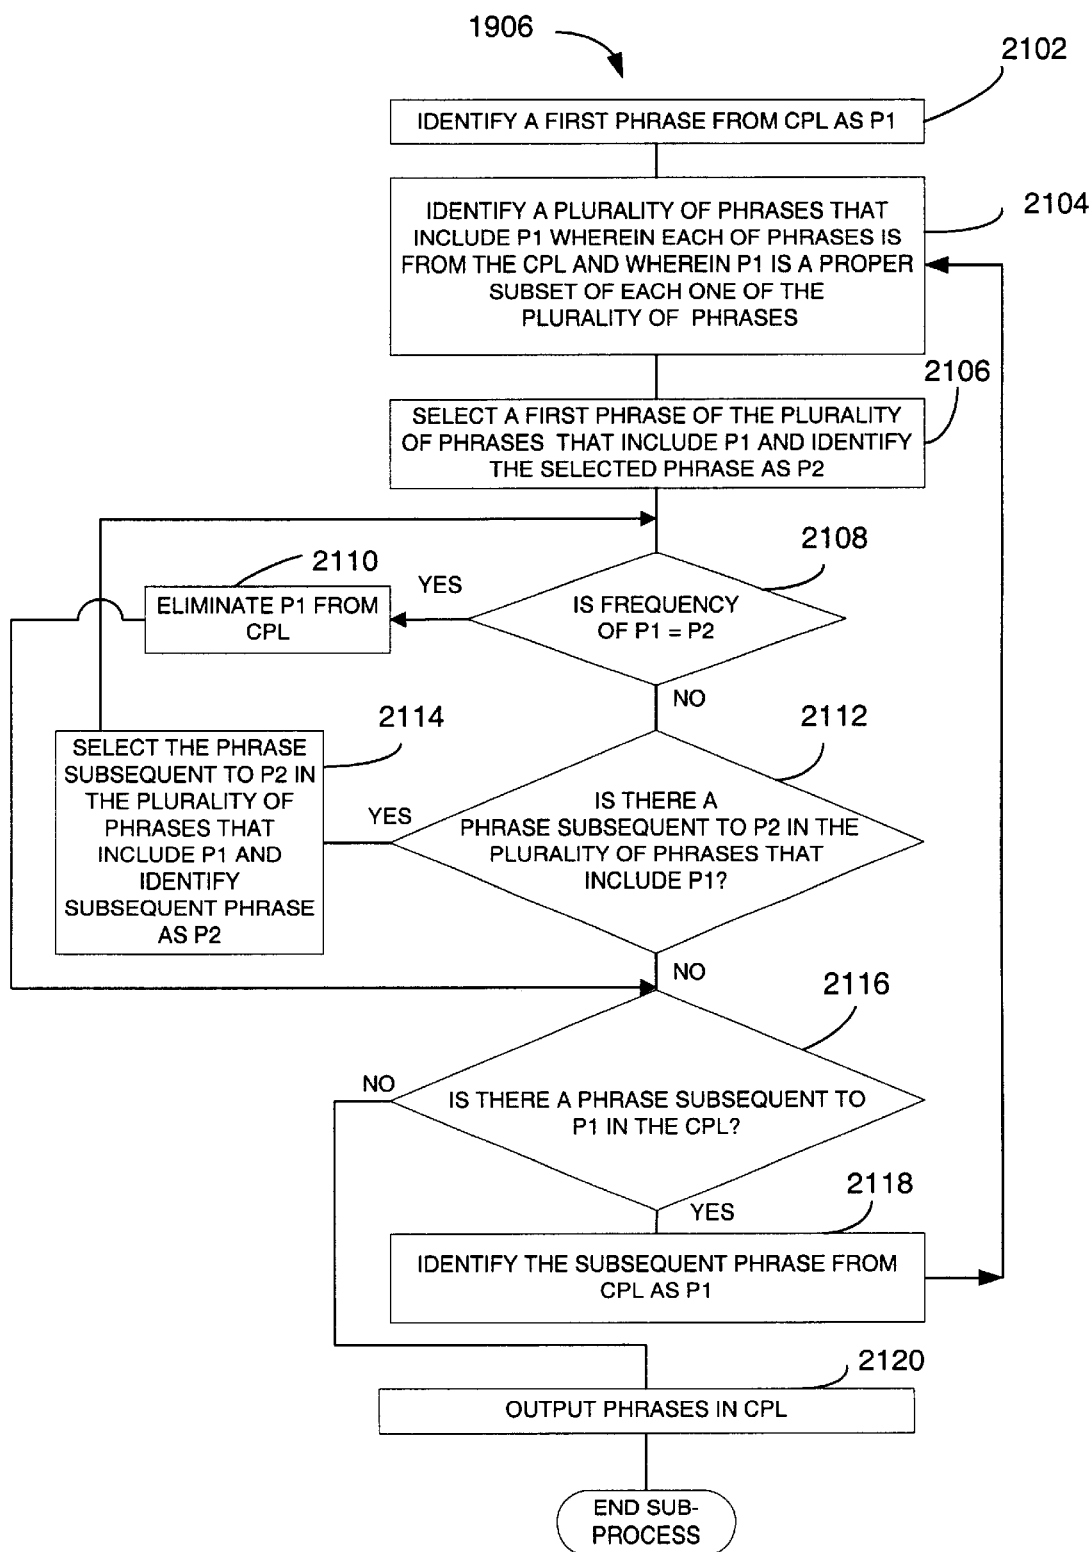 1906
2102
IDENTIFY A FIRST PHRASE FROM CPL AS P1
2104
IDENTIFY A PLURALITY OF PHRASES THAT
INCLUDE P1 WHEREIN EACH OF PHRASES IS
FROM THE CPL AND WHEREIN P1 IS A PROPER
SUBSET OF EACH ONE OF THE
PLURALITY OF PHRASES
2106
SELECT A FIRST PHRASE OF THE PLURALITY
OF PHRASES THAT INCLUDE P1 AND IDENTIFY
THE SELECTED PHRASE AS P2
2108
IS FREQUENCY
OF P1 = P2
YES
2110
ELIMINATE P1 FROM
CPL
NO
2112
IS THERE A
PHRASE SUBSEQUENT TO P2 IN THE
PLURALITY OF PHRASES THAT
INCLUDE P1?
YES
2114
SELECT THE PHRASE
SUBSEQUENT TO P2 IN
THE PLURALITY OF
PHRASES THAT
INCLUDE P1 AND
IDENTIFY
SUBSEQUENT PHRASE
AS P2
NO
2116
IS THERE A PHRASE SUBSEQUENT TO
P1 IN THE CPL?
NO
YES
2118
IDENTIFY THE SUBSEQUENT PHRASE FROM
CPL AS P1
2120
OUTPUT PHRASES IN CPL
END SUB-
PROCESS